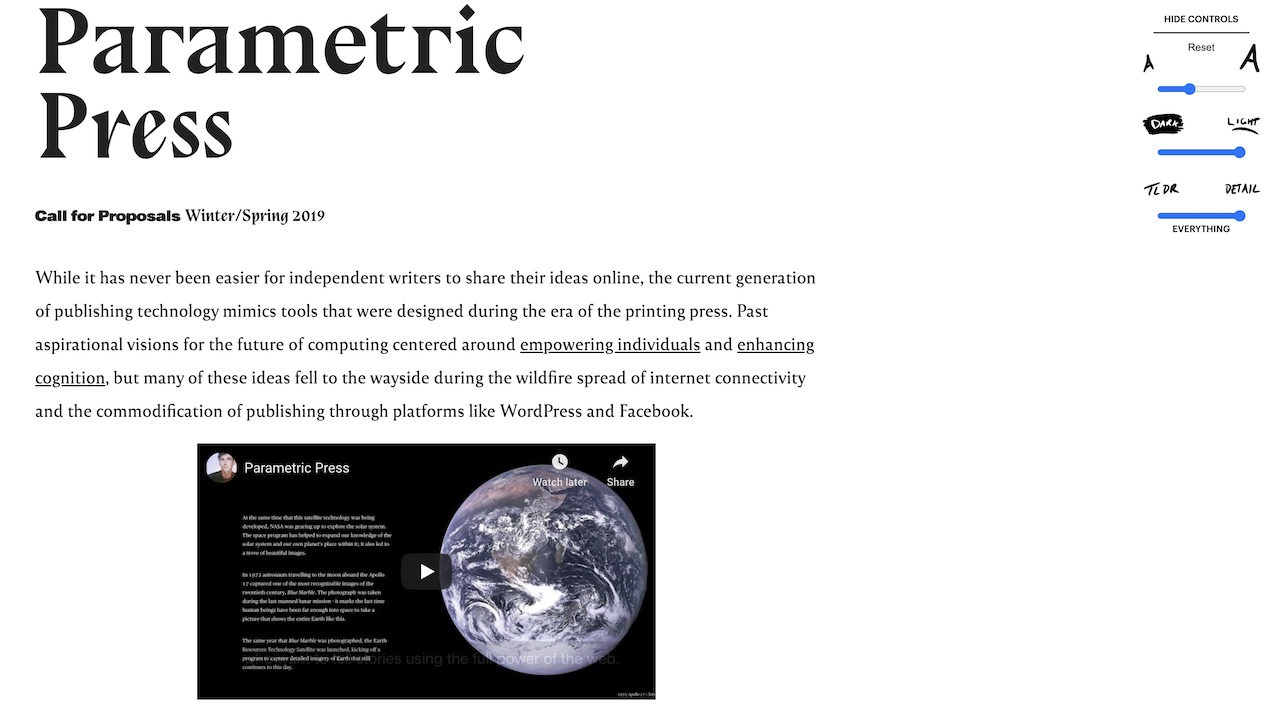 Parametric
Press
HIDE CONTROLS
Reset
A
A
DARK
LIGHT
TLDR
DETAIL
EVERYTHING
Call for Proposals Winter/Spring 2019
While it has never been easier for independent writers to share their ideas online, the current generation
of publishing technology mimics tools that were designed during the era of the printing press. Past
aspirational visions for the future of computing centered around empowering individuals and enhancing
cognition, but many of these ideas fell to the wayside during the wildfire spread of internet connectivity
and the commodification of publishing through platforms like WordPress and Facebook.
Parametric Press
Watch later
Share
At the same time that this satellite technology was being
developed, NASA was gearing up to explore the solar system.
The space program has helped to expand our knowledge of the
solar system and our own planet's place within it, it also led to
a trove of beautiful images.
In 1972 astronauts travelling to the moon aboard the Apollo
17 captured one of the most recognizable images of the
twentieth century, Blue Marble. The photograph was taken
during the last manned lunar mission - it marks the last time
human beings have been far enough into space to take a
picture that shows the entire Earth like this.
The same year that Blue Marble was photographed, the Earth
Resources Technology Satellite was launched, kicking off a
program to capture detailed imagery of Earth that still
continues to this day.
stories using the full power of the web.
1972 Apollo 17